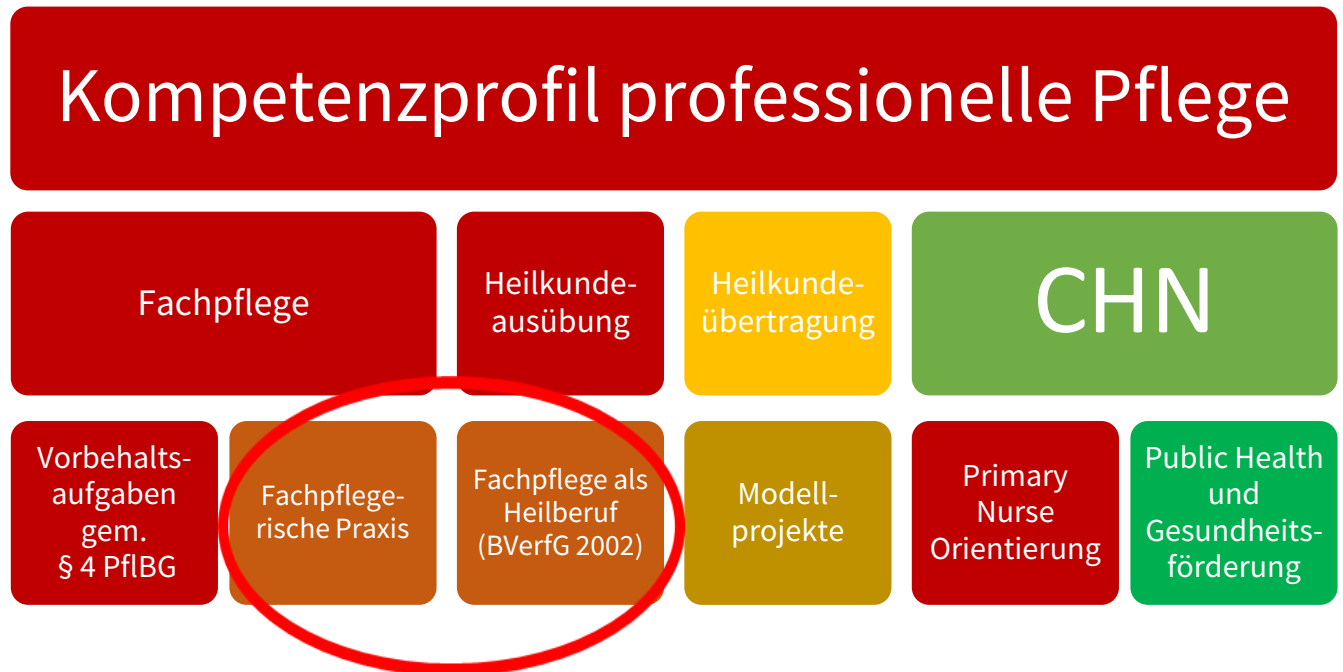 Kompetenzprofil professionelle Pflege
Fachpflege
Heilkunde-
ausübung
Heilkunde-
übertragung
CHN
Vorbehalts-
aufgaben
gem.
§ 4 PflBG
Fachpflege-
rische Praxis
Fachpflege als
Heilberuf
(BVerfG 2002)
Modell-
projekte
Primary
Nurse
Orientierung
Public Health
und
Gesundheits-
förderung